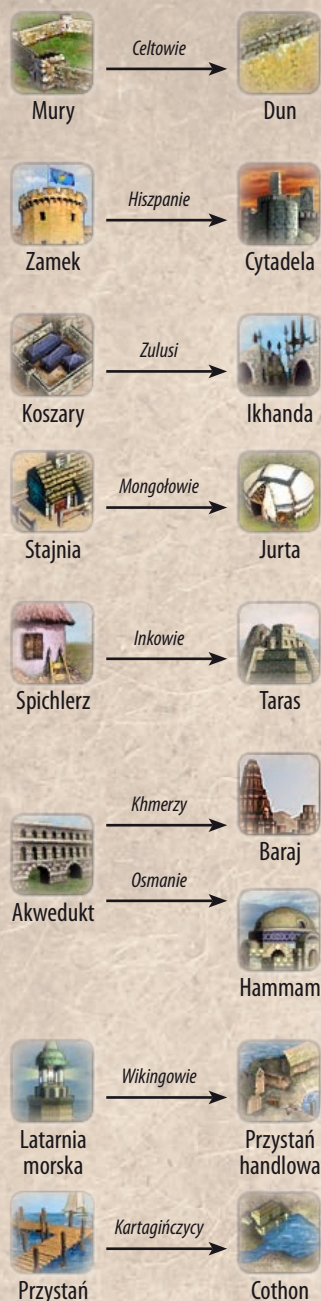 Celtowie
Mury
Dun
Hiszpanie
Zamek
Cytadela
Zulusi
Koszary
Ikhanda
Mongołowie
Stajnia
Jurta
Inkowie
Spichlerz
Taras
Khmerzy
Baraj
Osmanie
Akwedukt
Hammam
Wikingowie
Latarnia
morska
Przystań
handlowa
Kartagińczycy
Przystań
Cothon